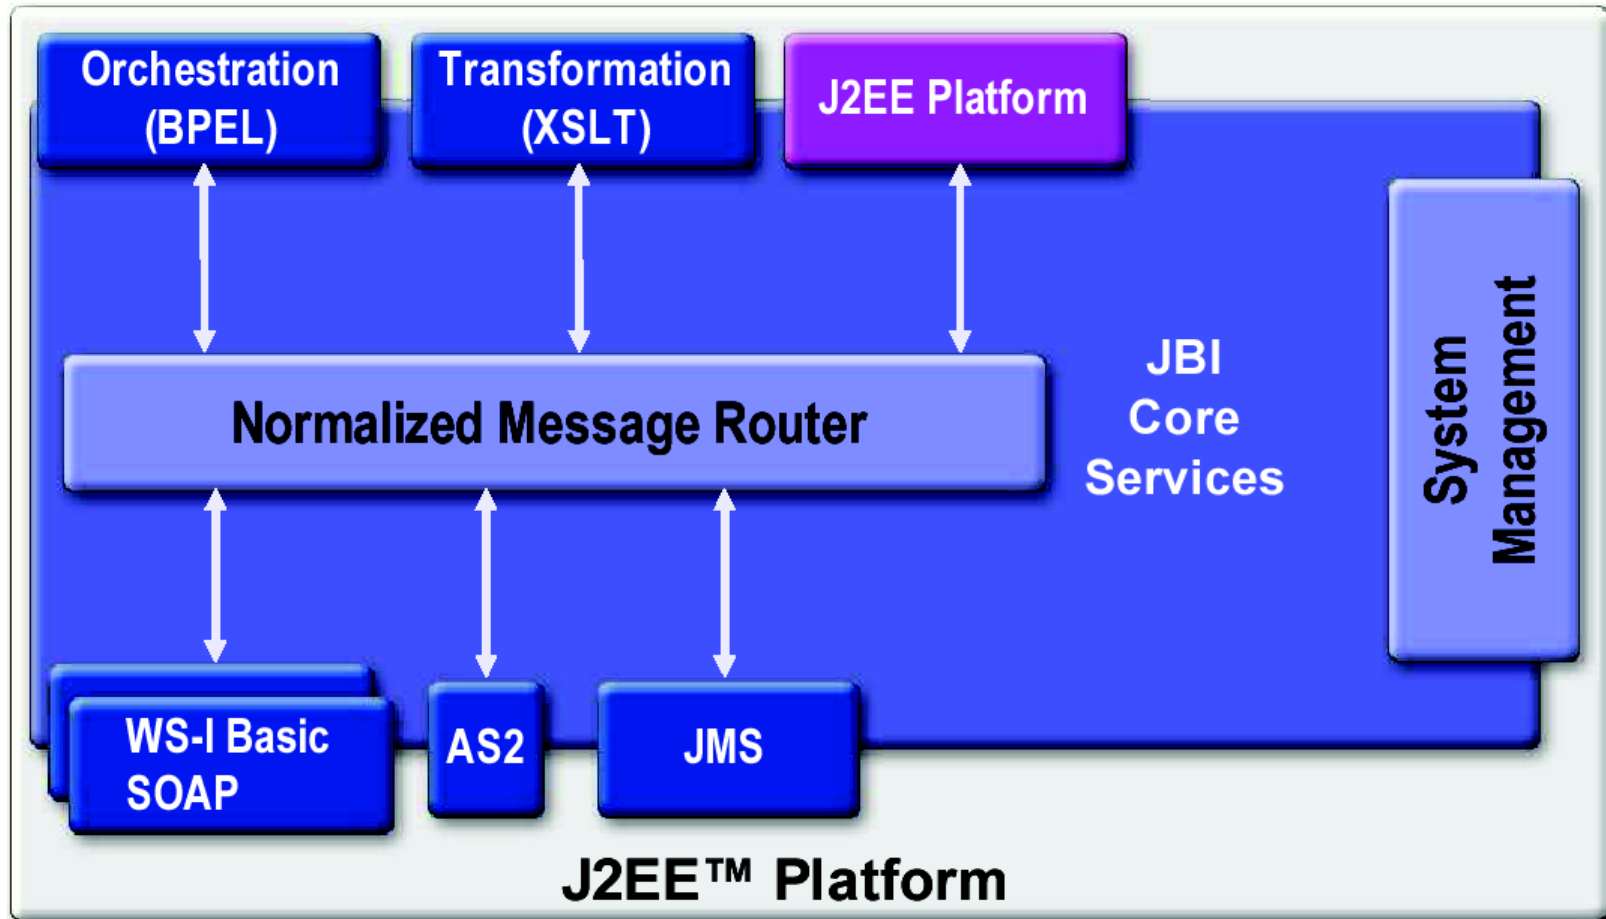 Orchestration
(BPEL)
Transformation
(XSLT)
J2EE Platform
Normalized Message Router
JBI
Core
Services
System
Management
WS-I Basic
SOAP
AS2
JMS
J2EE™ Platform